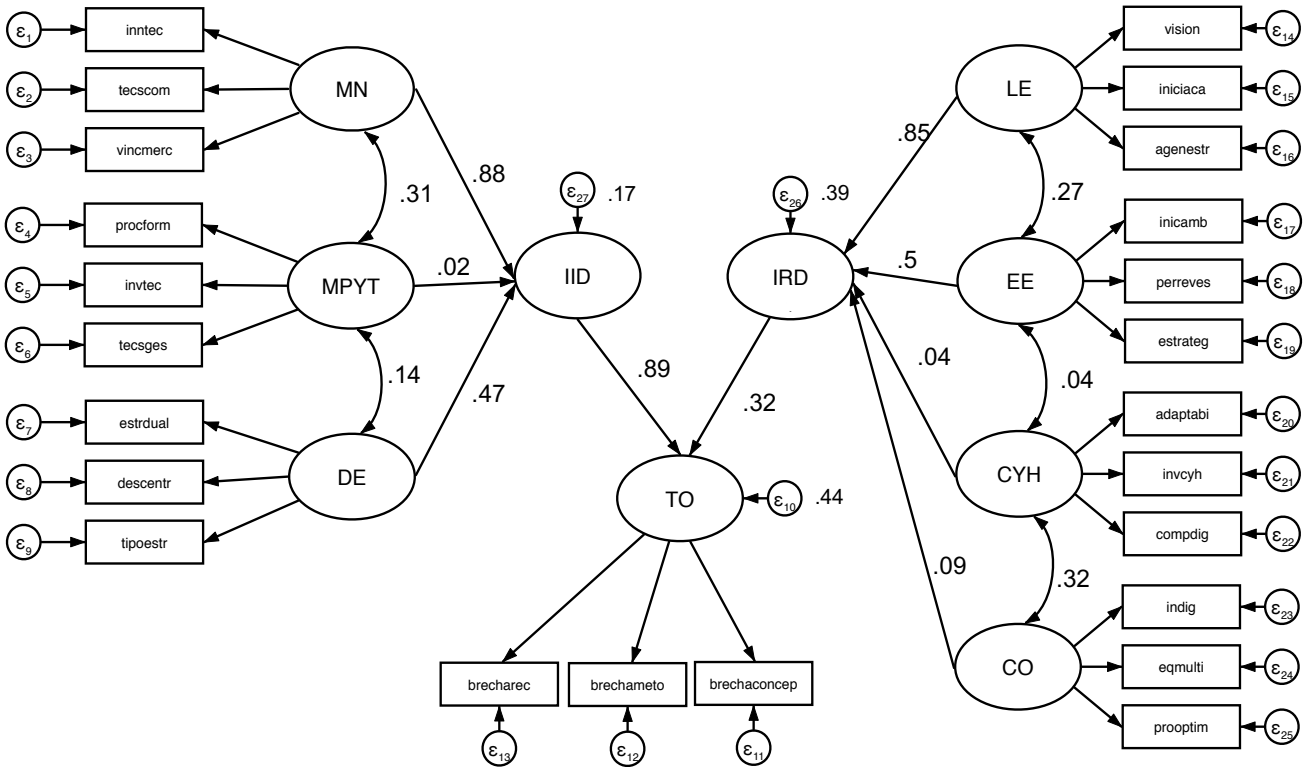 ε1
inntec
ε2
tecscom
ε3
vincmerc
MN
.31
.88
ε4
procform
ε5
invtec
ε6
tecsges
MPYT
.02
.14
ε7
estrdual
ε8
descentr
ε9
tipoestr
DE
.47
ε27
.17
IID
.89
ε26
.39
IRD
.32
TO
ε10
.44
brecharec
brechameto
brechaconcep
ε13
ε12
ε11
LE
.85
.27
vision
ε14
iniciaca
ε15
agenestr
ε16
EE
.5
.04
inicamb
ε17
perreves
ε18
estrateg
ε19
CYH
.04
.32
adaptabi
ε20
invcyh
ε21
compdig
ε22
CO
.09
indig
ε23
eqmulti
ε24
prooptim
ε25